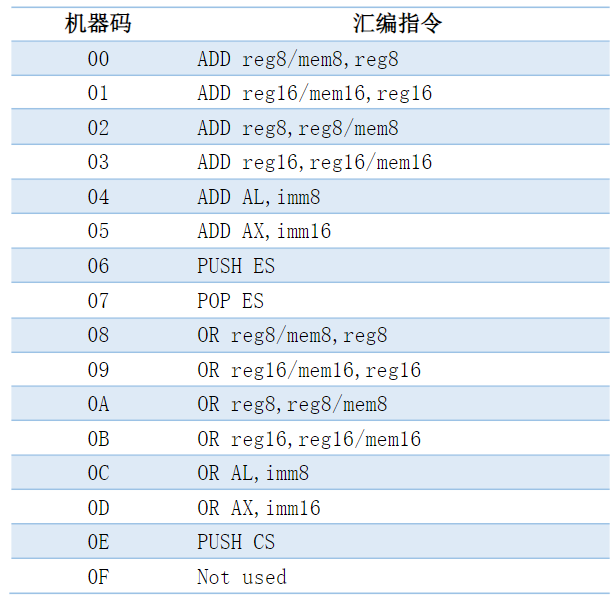 机器码 汇编指令
00 ADD reg8/mem8,reg8
01 ADD reg16/mem16,reg16
02 ADD reg8,reg8/mem8
03 ADD reg16,reg16/mem16
04 ADD AL,imm8
05 ADD AX,imm16
06 PUSH ES
07 POP ES
08 OR reg8/mem8,reg8
09 OR reg16/mem16,reg16
0A OR reg8,reg8/mem8
0B OR reg16,reg16/mem16
0C OR AL,imm8
0D OR AX,imm16
0E PUSH CS
0F Not used